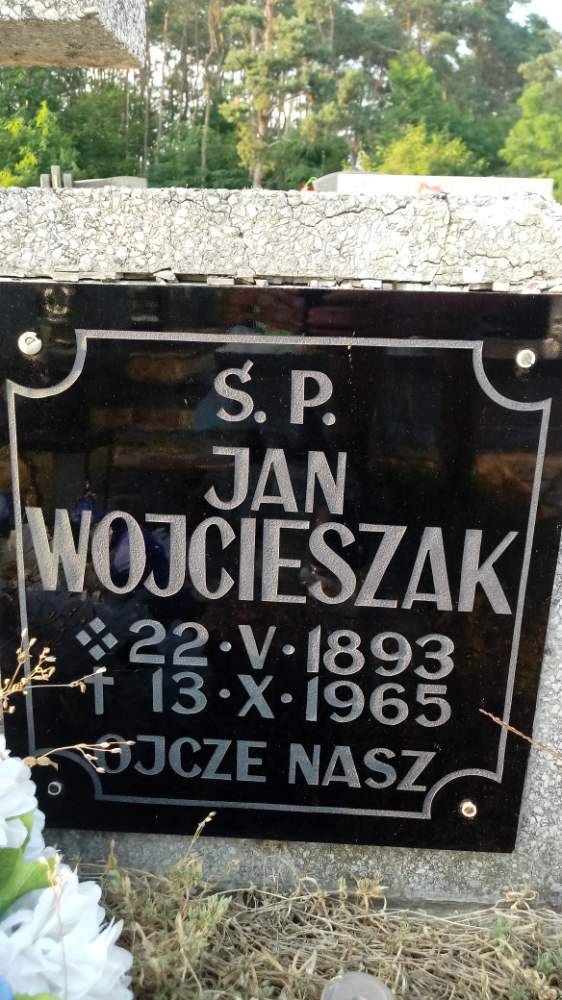 Ś. P.
JAN
WOJCIESZAK
22·V·1893
† 13·X·1965
OJCZE NASZ